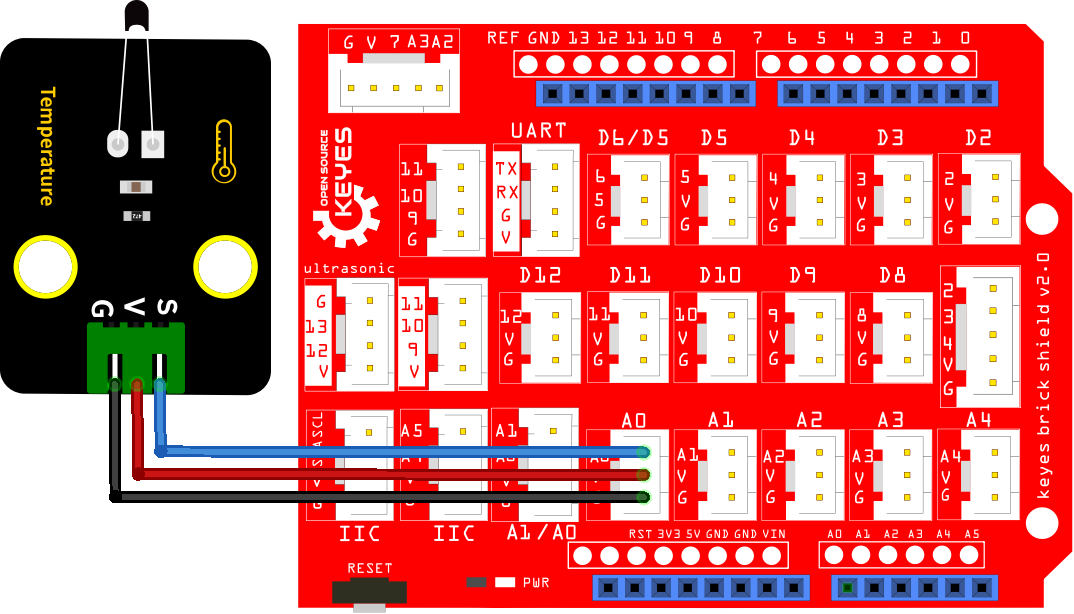 Temperature
472
G V S
G V 7 A3 A2
REF GND 13 12 11 10 9 8
7 6 5 4 3 2 1 0
OPEN SOURCE
KEYES
11
10
9
G
UART
TX
RX
G
V
D6/D5
6
5
G
D5
5
V
G
D4
4
V
G
D3
3
V
G
D2
2
V
G
ultrasonic
G
13
12
V
11
10
9
V
D12
12
V
G
D11
11
V
G
D10
10
V
G
D9
9
V
G
D8
8
V
G
2
3
4
V
G
keyes brick shield v2.0
SCL
IIC
A5
IIC
A1
A1/A0
A0
V
G
A1
A1
V
G
A2
A2
V
G
A3
A3
V
G
A4
A4
V
G
RST 3V3 5V GND GND VIN
A0 A1 A2 A3 A4 A5
RESET
PWR